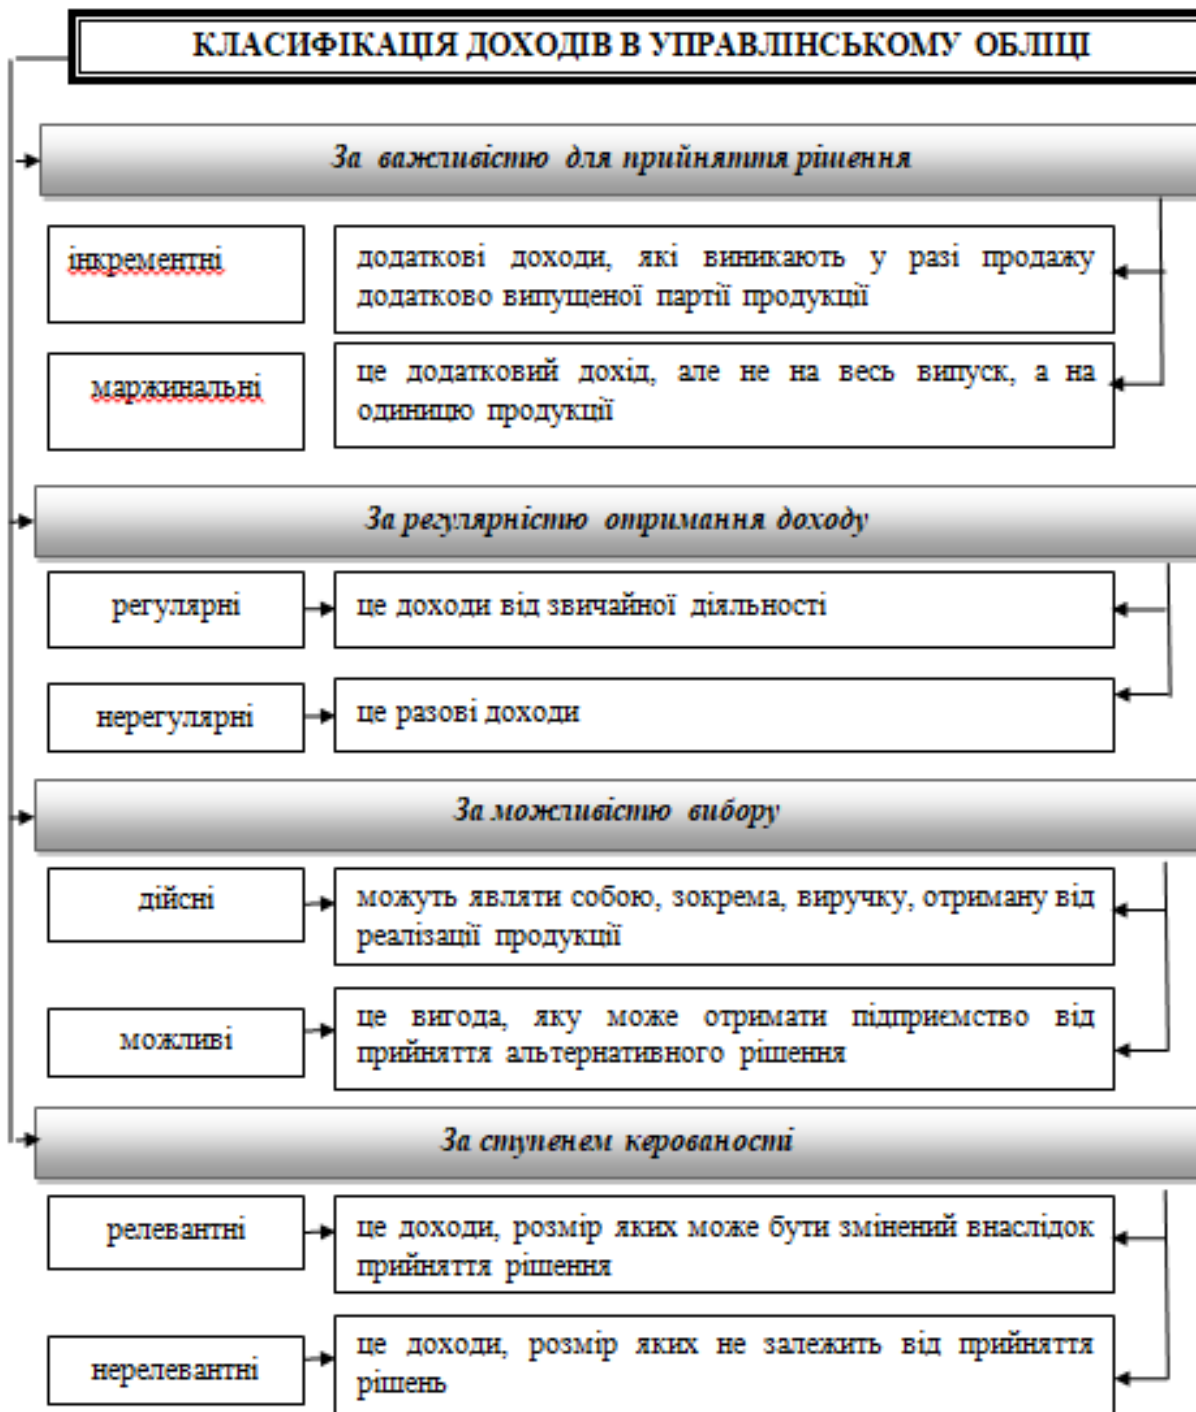 КЛАСИФІКАЦІЯ ДОХОДІВ В УПРАВЛІНСЬКОМУ ОБЛІЦІ
За важливістю для прийняття рішення
інкрементні
додаткові доходи, які виникають у разі продажу
додатково випущеної партії продукції
маржинальні
це додатковий дохід, але не на весь випуск, а на
одиницю продукції
За регулярністю отримання доходу
регулярні
це доходи від звичайної діяльності
нерегулярні
це разові доходи
За можливістю вибору
дійсні
можуть являти собою, зокрема, виручку, отриману від
реалізації продукції
можливі
це вигода, яку може отримати підприємство від
прийняття альтернативного рішення
За ступенем керованості
релевантні
це доходи, розмір яких може бути змінений внаслідок
прийняття рішення
нерелевантні
це доходи, розмір яких не залежить від прийняття
рішень